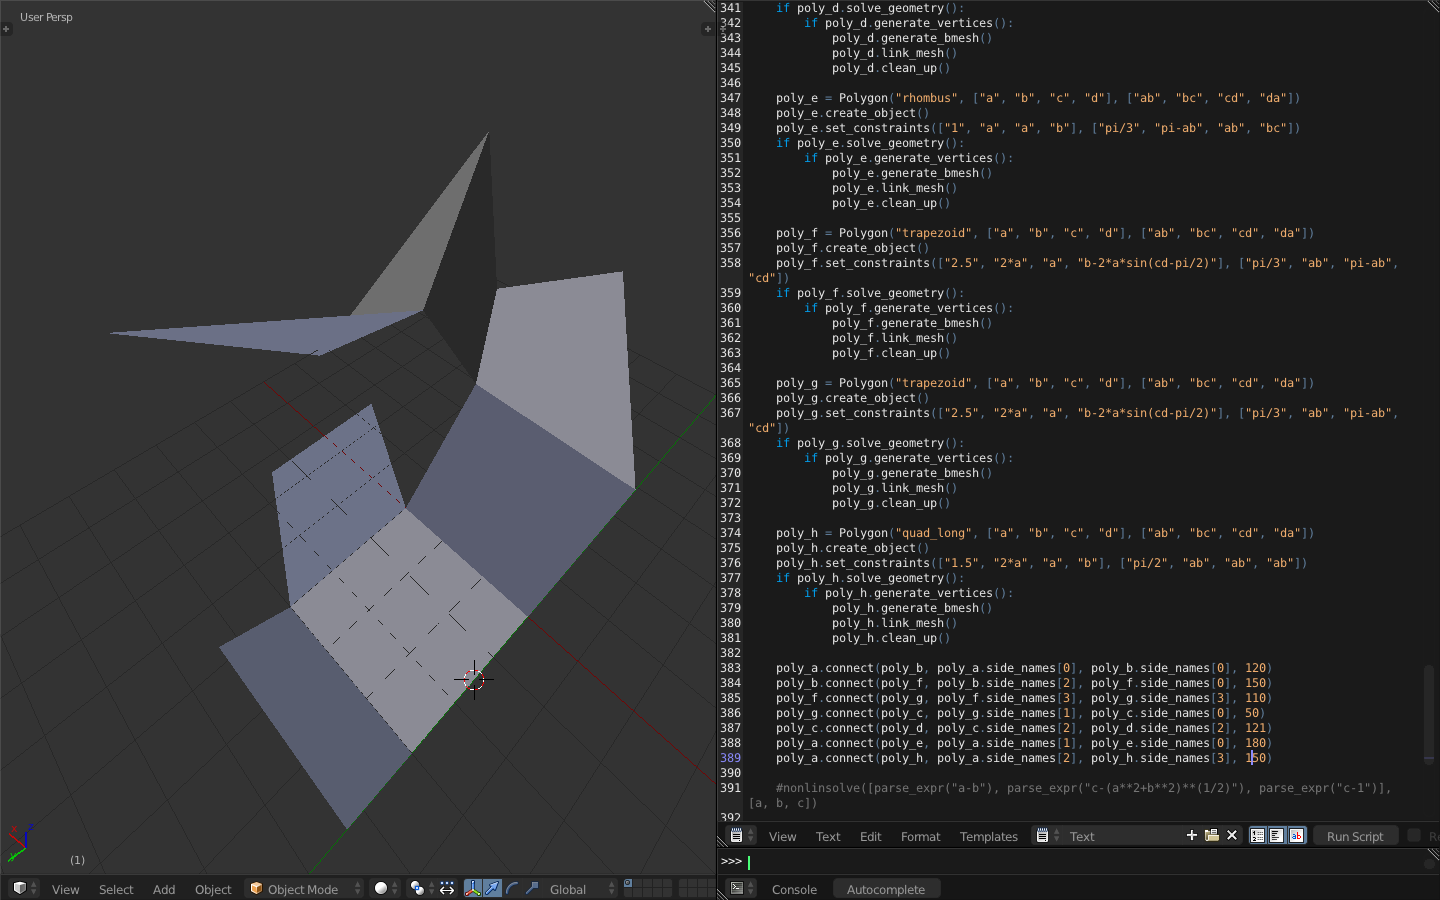 User Persp
341 if poly_d.solve_geometry():
342 if poly_d.generate_vertices():
343 poly_d.generate_bmesh()
344 poly_d.link_mesh()
345 poly_d.clean_up()
346
347 poly_e = Polygon("rhombus", ["a", "b", "c", "d"], ["ab", "bc", "cd", "da"])
348 poly_e.create_object()
349 poly_e.set_constraints(["1", "a", "a", "b"], ["pi/3", "pi-ab", "ab", "bc"])
350 if poly_e.solve_geometry():
351 if poly_e.generate_vertices():
352 poly_e.generate_bmesh()
353 poly_e.link_mesh()
354 poly_e.clean_up()
355
356 poly_f = Polygon("trapezoid", ["a", "b", "c", "d"], ["ab", "bc", "cd", "da"])
357 poly_f.create_object()
358 poly_f.set_constraints(["2.5", "2*a", "a", "b-2*a*sin(cd-pi/2)"], ["pi/3", "ab", "pi-ab",
"cd"])
359 if poly_f.solve_geometry():
360 if poly_f.generate_vertices():
361 poly_f.generate_bmesh()
362 poly_f.link_mesh()
363 poly_f.clean_up()
364
365 poly_g = Polygon("trapezoid", ["a", "b", "c", "d"], ["ab", "bc", "cd", "da"])
366 poly_g.create_object()
367 poly_g.set_constraints(["2.5", "2*a", "a", "b-2*a*sin(cd-pi/2)"], ["pi/3", "ab", "pi-ab",
"cd"])
368 if poly_g.solve_geometry():
369 if poly_g.generate_vertices():
370 poly_g.generate_bmesh()
371 poly_g.link_mesh()
372 poly_g.clean_up()
373
374 poly_h = Polygon("quad_long", ["a", "b", "c", "d"], ["ab", "bc", "cd", "da"])
375 poly_h.create_object()
376 poly_h.set_constraints(["1.5", "2*a", "a", "b"], ["pi/2", "ab", "ab", "ab"])
377 if poly_h.solve_geometry():
378 if poly_h.generate_vertices():
379 poly_h.generate_bmesh()
380 poly_h.link_mesh()
381 poly_h.clean_up()
382
383 poly_a.connect(poly_b, poly_a.side_names[0], poly_b.side_names[0], 120)
384 poly_b.connect(poly_f, poly_b.side_names[2], poly_f.side_names[0], 150)
385 poly_f.connect(poly_g, poly_f.side_names[3], poly_g.side_names[3], 110)
386 poly_g.connect(poly_c, poly_g.side_names[1], poly_c.side_names[0], 50)
387 poly_c.connect(poly_d, poly_c.side_names[2], poly_d.side_names[2], 121)
388 poly_a.connect(poly_e, poly_a.side_names[1], poly_e.side_names[0], 180)
389 poly_a.connect(poly_h, poly_a.side_names[2], poly_h.side_names[3], 150)
390
391 #nonlinsolve([parse_expr("a-b"), parse_expr("c-(a**2+b**2)**(1/2)"), parse_expr("c-1")],
[a, b, c])
392
View Text Edit Format Templates Text Run Script
>>>
Console Autocomplete
(1)
View Select Add Object Object Mode Global